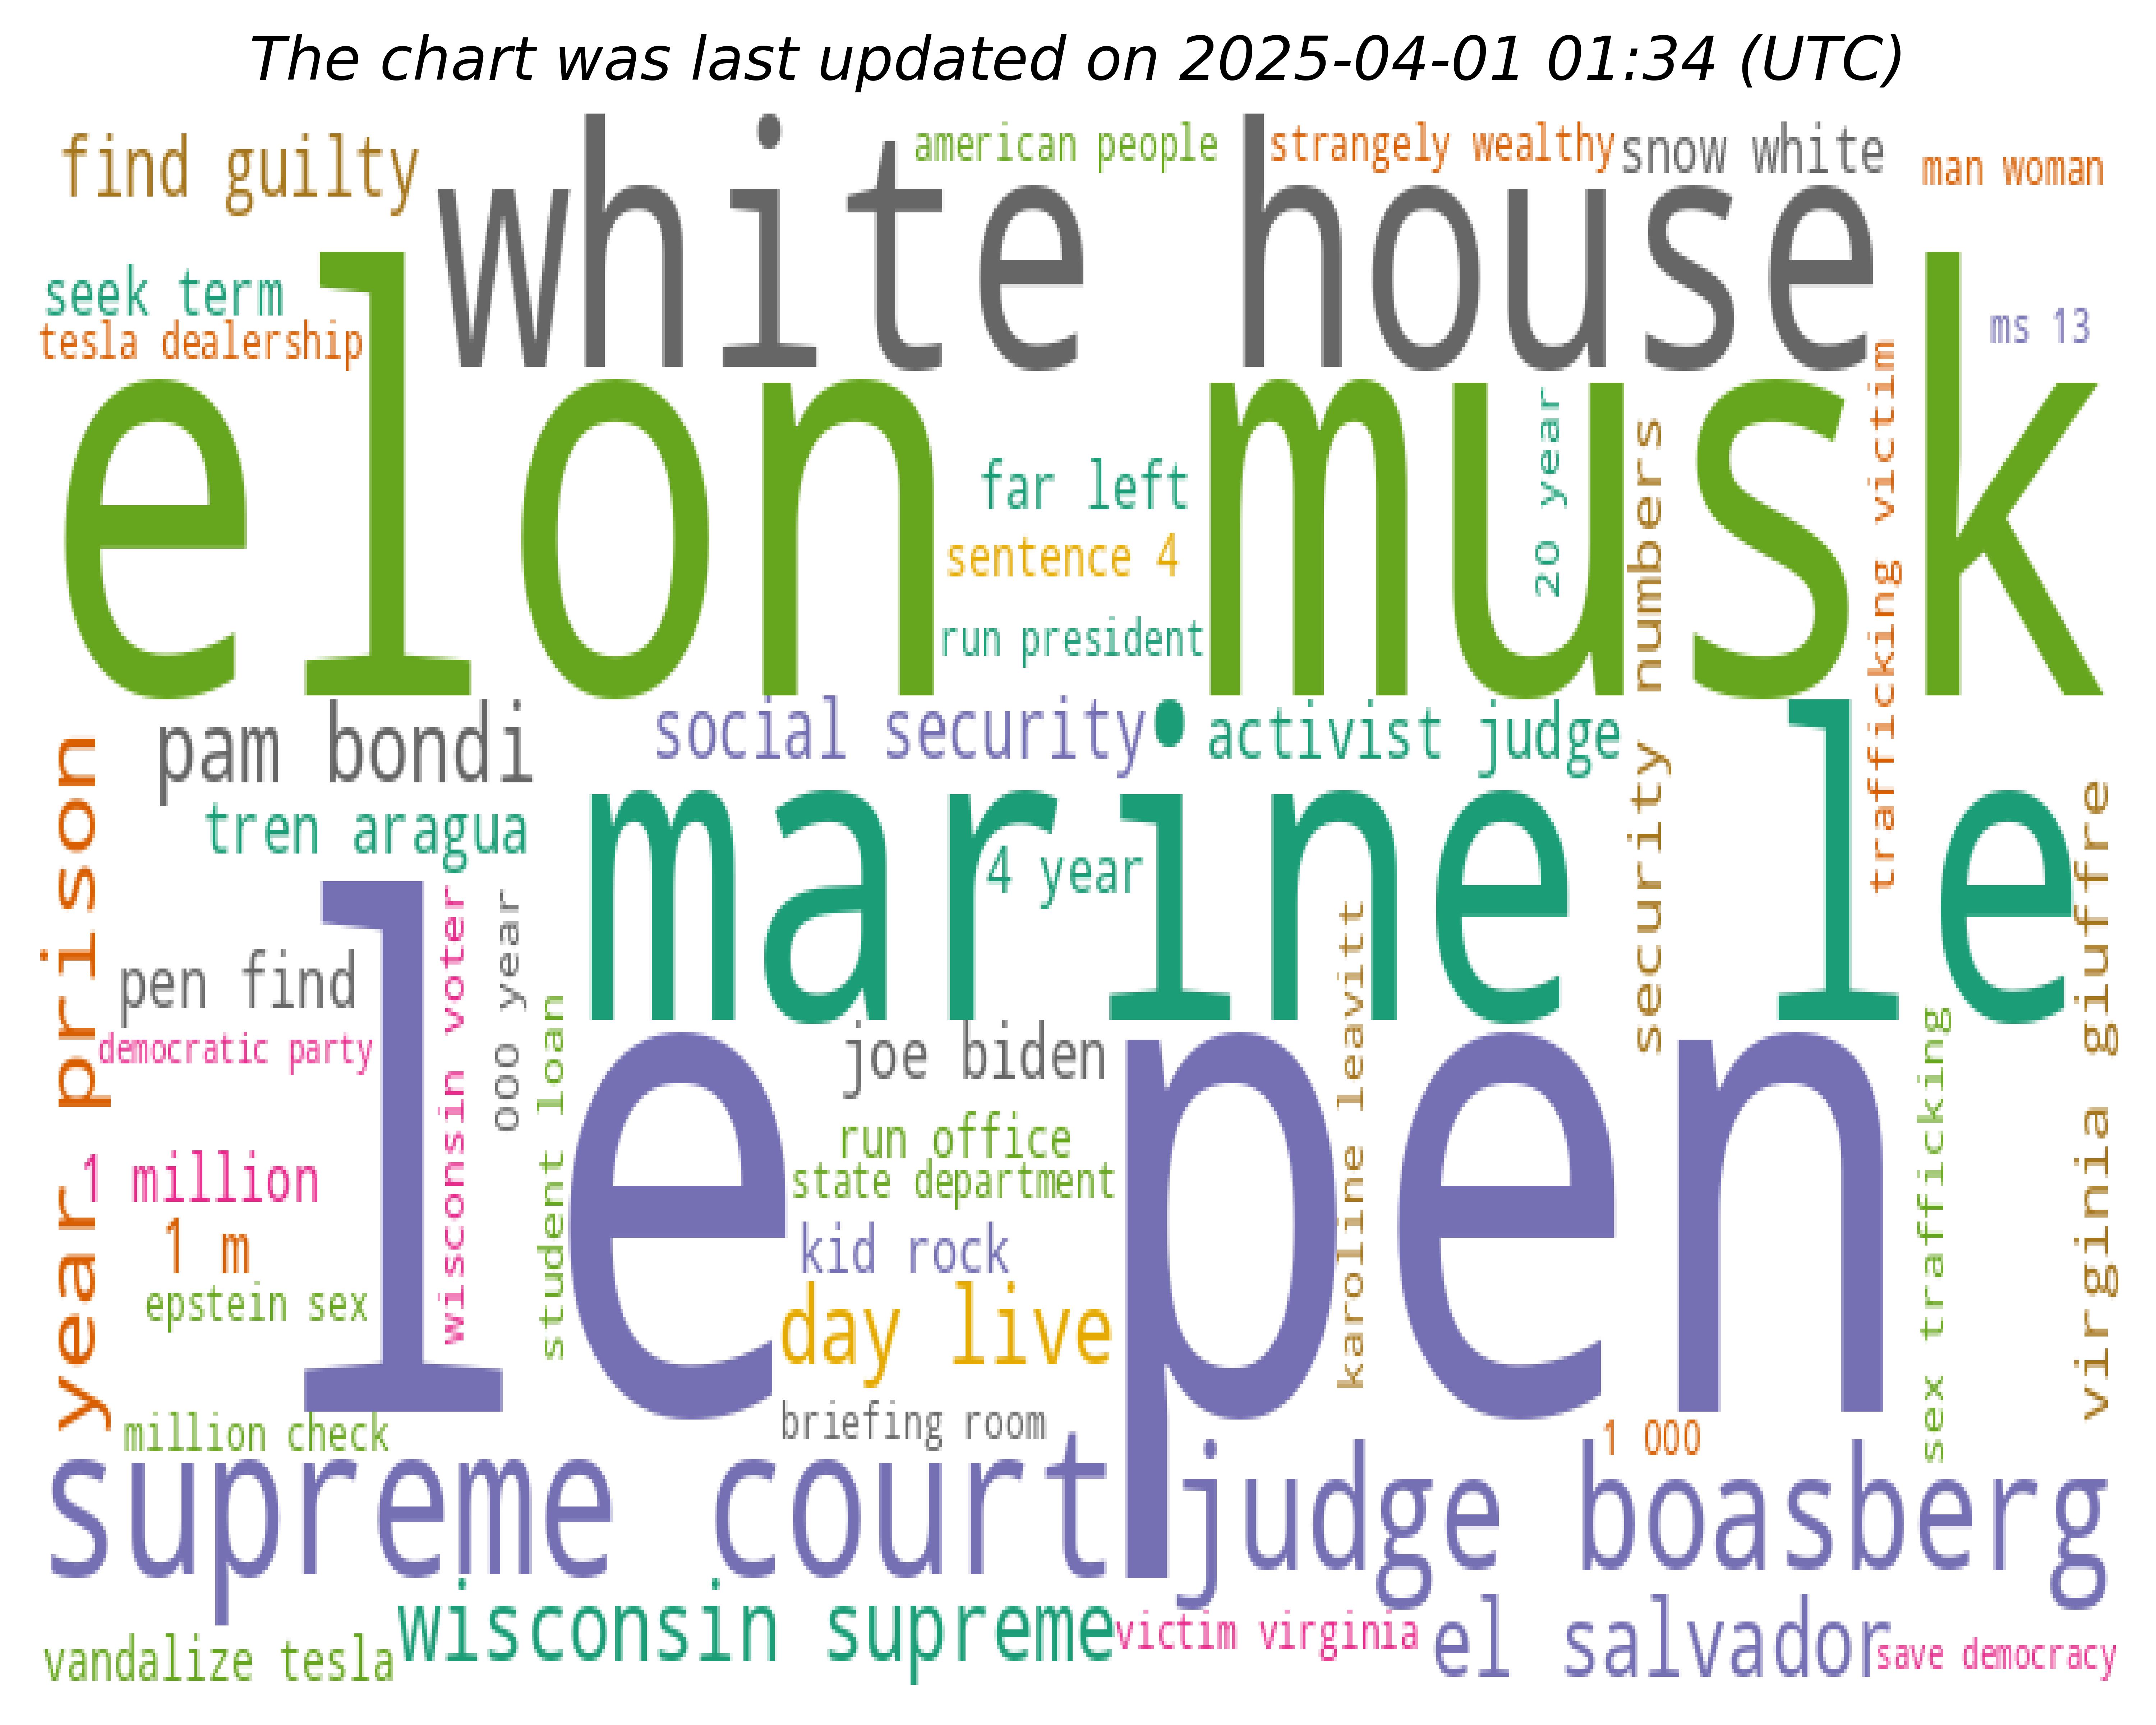 The chart was last updated on 2025-04-01 01:34 (UTC)
find guilty
white house
american people
strangely wealthy
snow white
man woman
seek term
tesla dealership
ms 13
elon musk
far left
sentence 4
run president
20 year
security numbers
trafficking victim
pam bondi
social security
activist judge
tren aragua
marine le
4 year
year prison
pen find
democratic party
wisconsin voter
000 year
student loan
le pen
joe biden
run office
state department
karoline leavitt
virginia giuffre
sex trafficking
1 million
1 m
epstein sex
kid rock
day live
million check
briefing room
1 000
supreme court
judge boasberg
vandalize tesla
wisconsin supreme
victim virginia
el salvador
save democracy